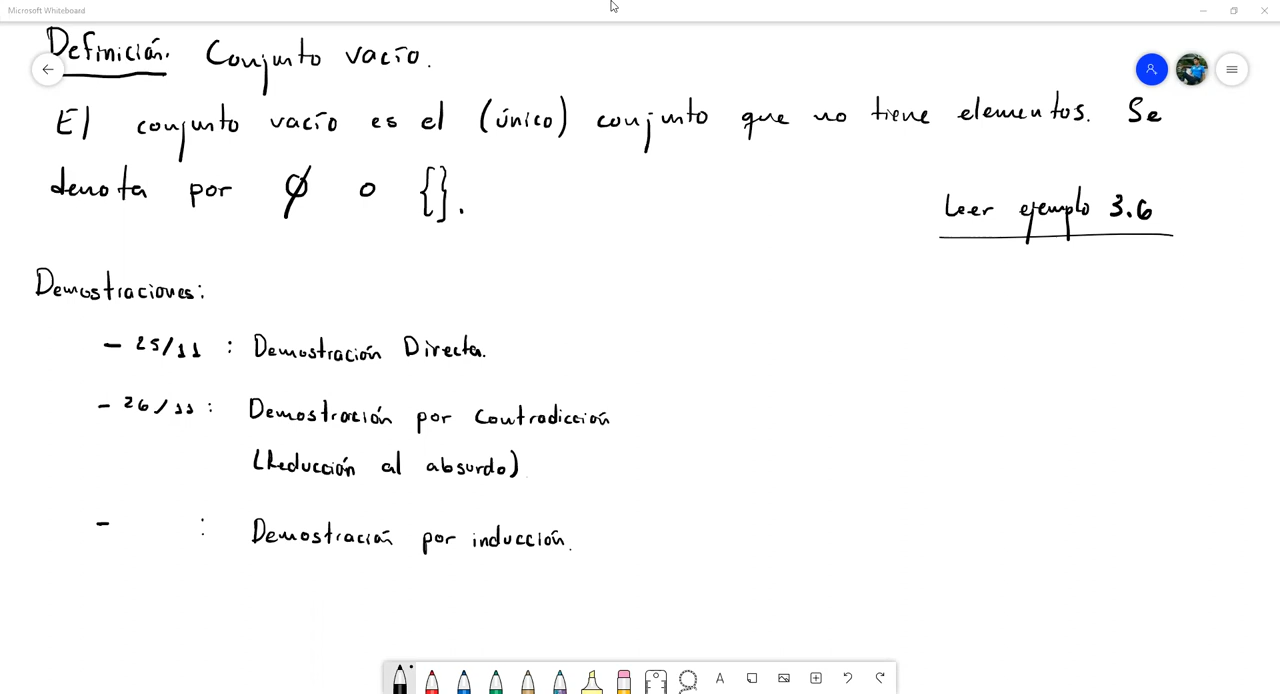 Microsoft Whiteboard
Definición. Conjunto vacío.
El conjunto vacío es el (único) conjunto que no tiene elementos. Se
denota por ∅ o {}.
Leer ejemplo 3.6
Demostraciones:
- 25/11 : Demostración Directa.
- 26/11 : Demostración por contradicción
(Reducción al absurdo)
- : Demostración por inducción.
A